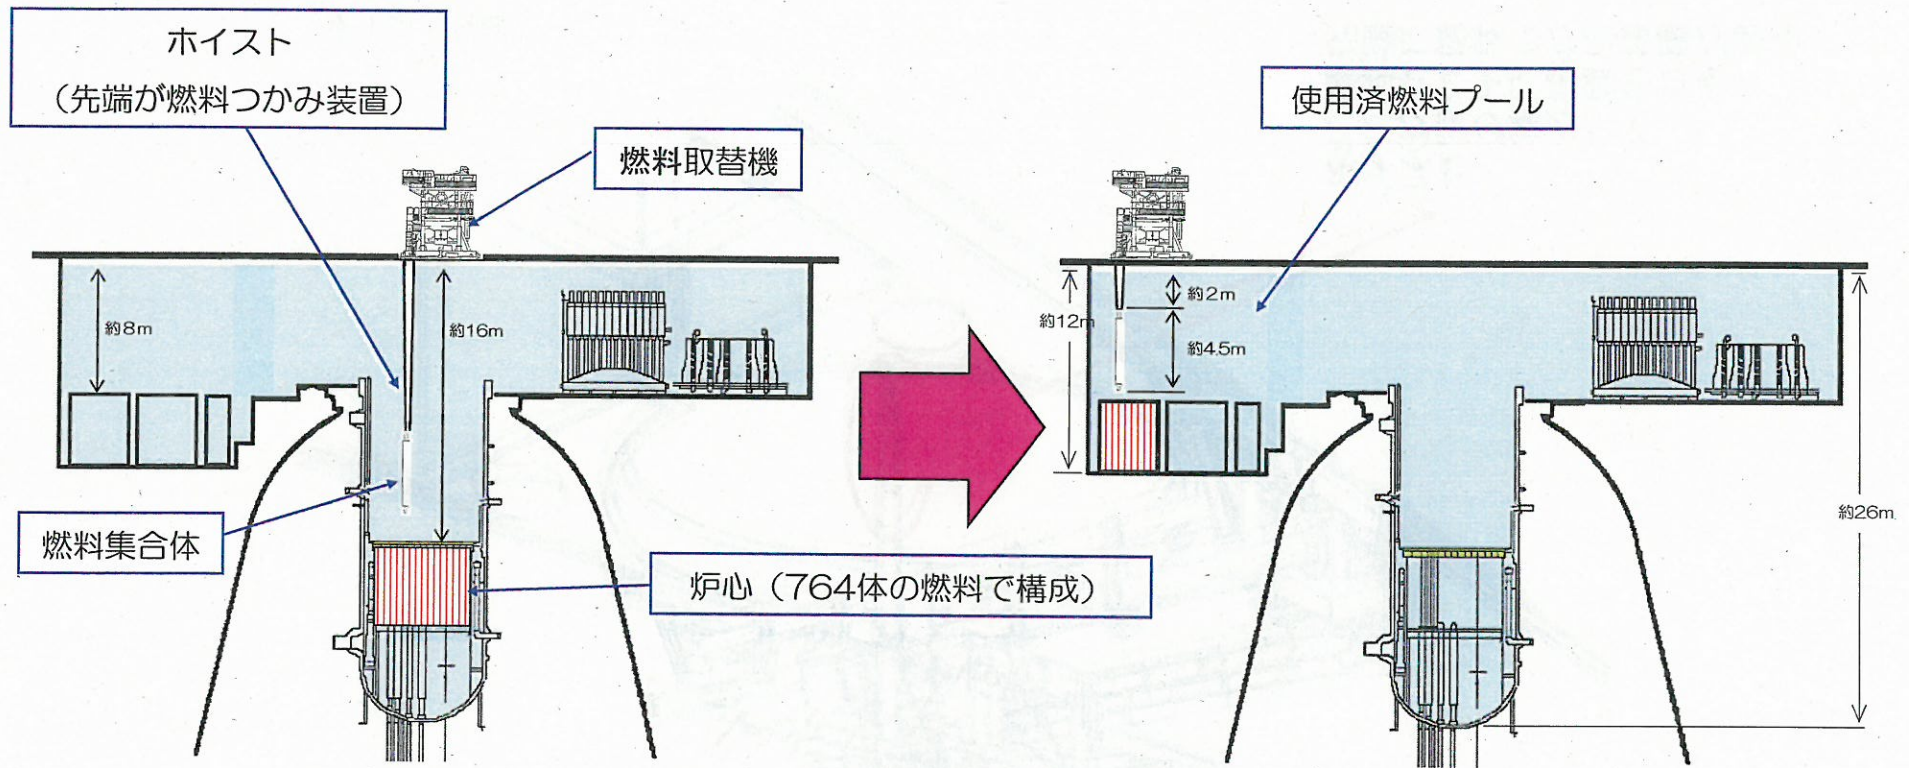 ホイスト
（先端が燃料つかみ装置）
燃料取替機
使用済燃料プール
約8m
約16m
約2m
約12m
約4.5m
約26m
燃料集合体
炉心（764体の燃料で構成）